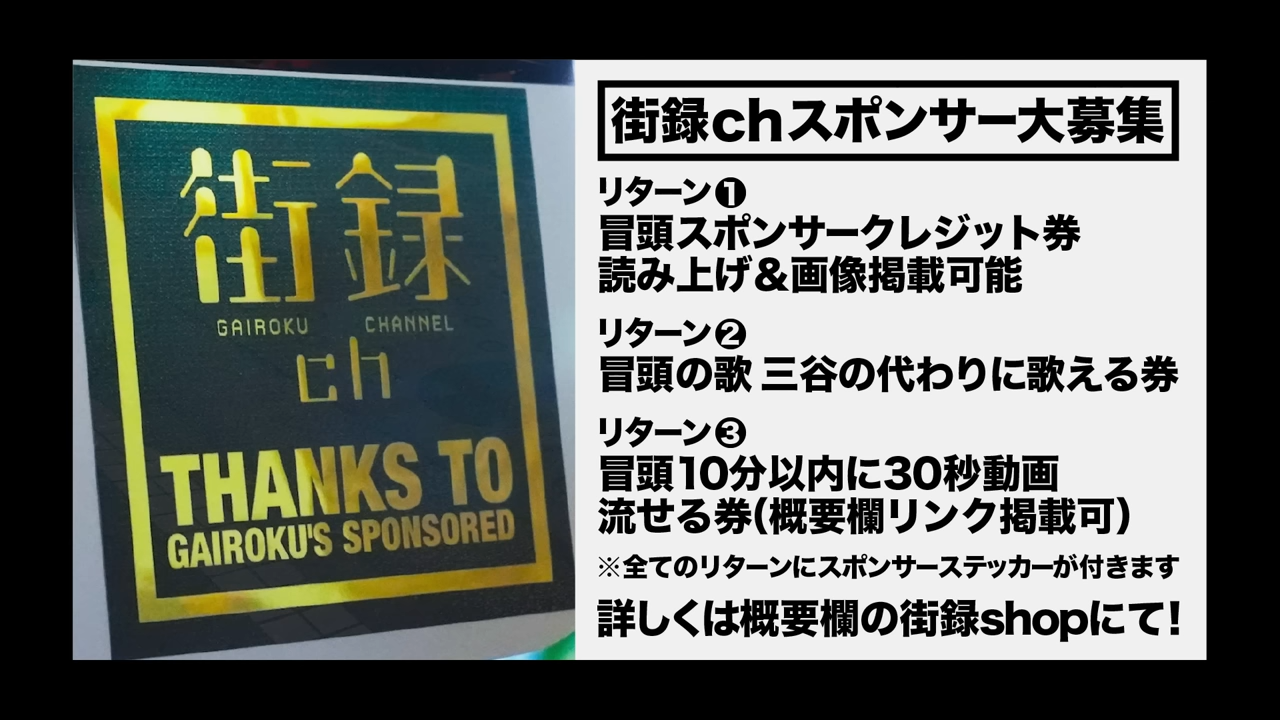 街録
GAIROKU CHANNEL
ch
THANKS TO
GAIROKU'S SPONSORED
街録chスポンサー大募集
リターン❶
冒頭スポンサークレジット券
読み上げ&画像掲載可能
リターン❷
冒頭の歌 三谷の代わりに歌える券
リターン❸
冒頭10分以内に30秒動画
流せる券(概要欄リンク掲載可)
※全てのリターンにスポンサーステッカーが付きます
詳しくは概要欄の街録shopにて!